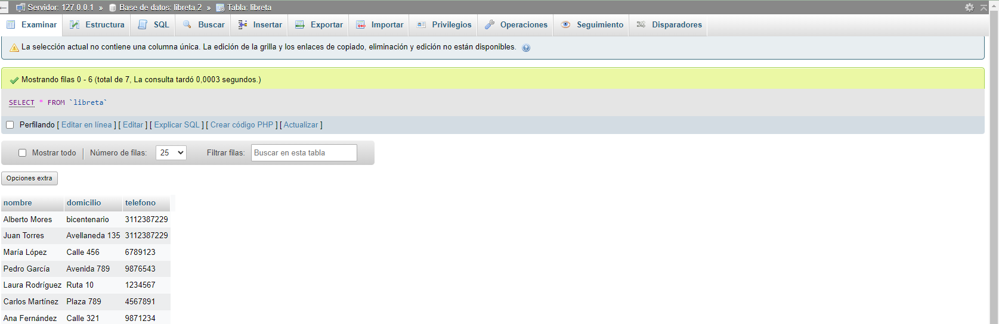 Servidor: 127.0.0.1 » Base de datos: libreta 2 » Tabla: libreta
Examinar Estructura SQL Buscar Insertar Exportar Importar Privilegios Operaciones Seguimiento Disparadores
La selección actual no contiene una columna única. La edición de la grilla y los enlaces de copiado, eliminación y edición no están disponibles.
Mostrando filas 0 - 6 (total de 7, La consulta tardó 0,0003 segundos.)
SELECT * FROM `libreta`
Perfilando [ Editar en línea ] [ Editar ] [ Explicar SQL ] [ Crear código PHP ] [ Actualizar ]
Mostrar todo Número de filas: 25 Filtrar filas: Buscar en esta tabla
Opciones extra
nombre domicilio telefono
Alberto Mores bicentenario 3112387229
Juan Torres Avellaneda 135 3112387229
María López Calle 456 6789123
Pedro García Avenida 789 9876543
Laura Rodríguez Ruta 10 1234567
Carlos Martínez Plaza 789 4567891
Ana Fernández Calle 321 9871234